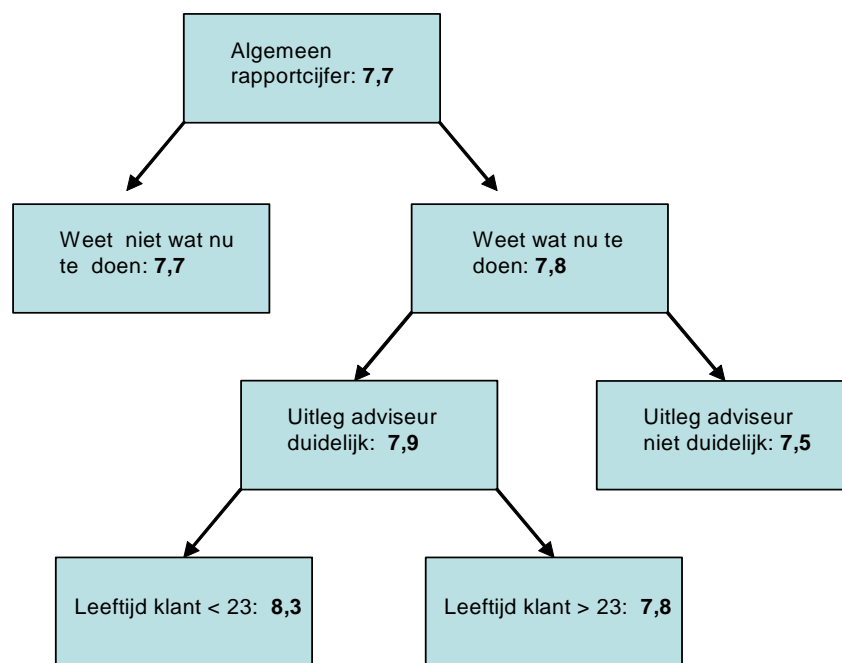 Algemeen
rapportcijfer: 7,7
Weet niet wat nu
te doen: 7,7
Weet wat nu te
doen: 7,8
Uitleg adviseur
duidelijk: 7,9
Uitleg adviseur
niet duidelijk: 7,5
Leeftijd klant < 23: 8,3
Leeftijd klant > 23: 7,8